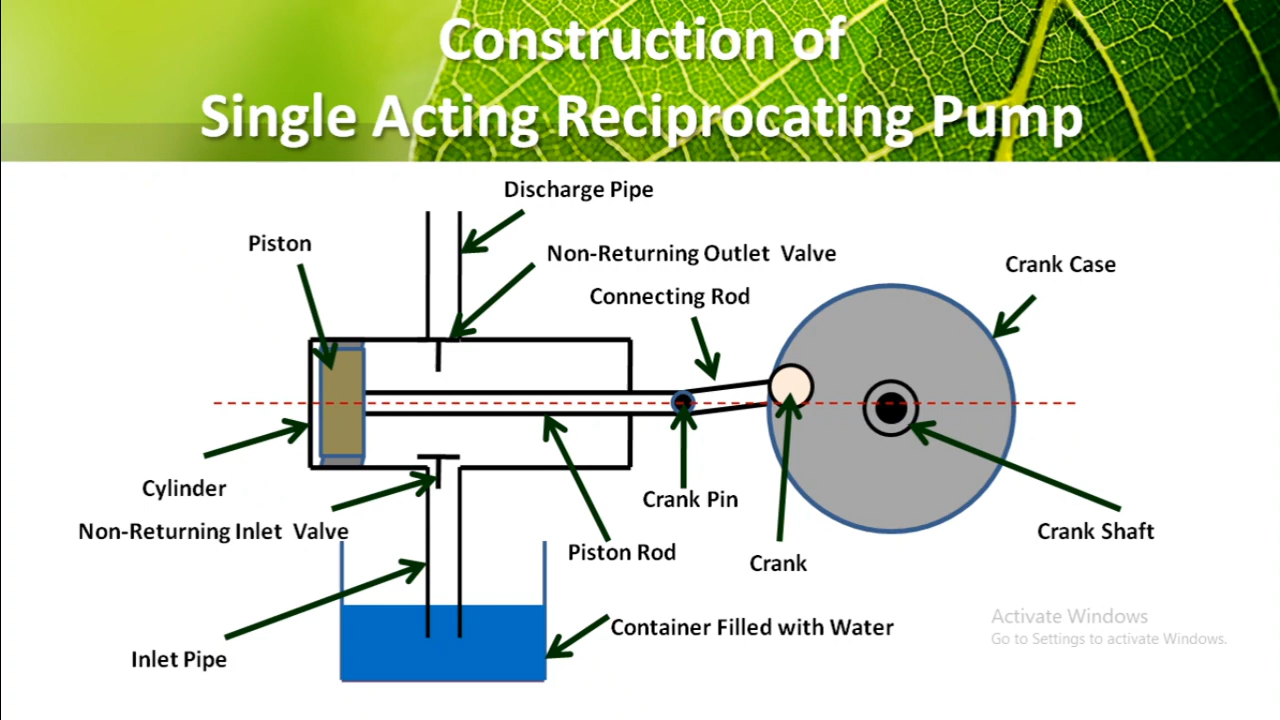 Construction of
Single Acting Reciprocating Pump
Discharge Pipe
Piston
Non-Returning Outlet Valve
Crank Case
Connecting Rod
Cylinder
Crank Pin
Non-Returning Inlet Valve
Crank Shaft
Piston Rod
Crank
Activate Windows
Go to Settings to activate Windows.
Container Filled with Water
Inlet Pipe